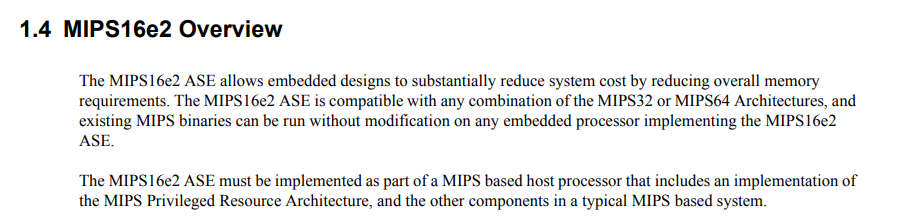 1.4 MIPS16e2 Overview
The MIPS16e2 ASE allows embedded designs to substantially reduce system cost by reducing overall memory
requirements. The MIPS16e2 ASE is compatible with any combination of the MIPS32 or MIPS64 Architectures, and
existing MIPS binaries can be run without modification on any embedded processor implementing the MIPS16e2
ASE.
The MIPS16e2 ASE must be implemented as part of a MIPS based host processor that includes an implementation of
the MIPS Privileged Resource Architecture, and the other components in a typical MIPS based system.